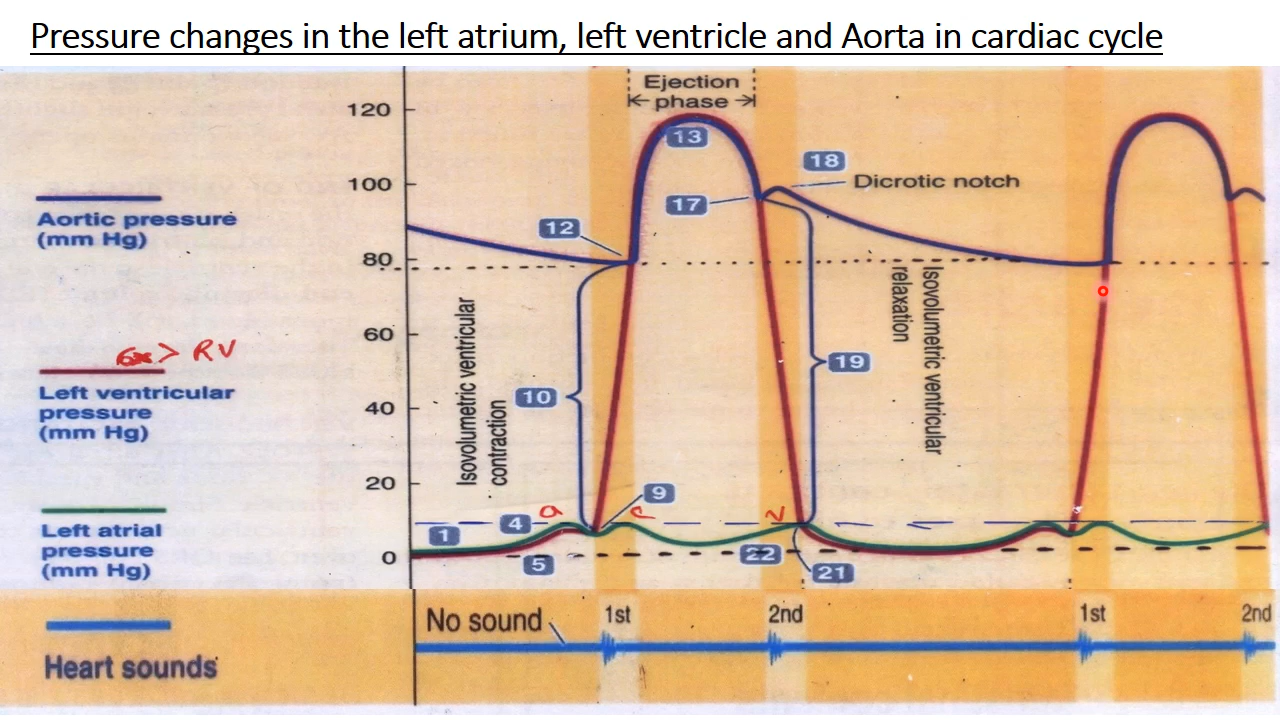 Pressure changes in the left atrium, left ventricle and Aorta in cardiac cycle
Ejection
phase
120
100
80
60
40
20
0
Aortic pressure
(mm Hg)
> RV
Left ventricular
pressure
(mm Hg)
Left atrial
pressure
(mm Hg)
13
18
Dicrotic notch
17
12
Isovolumetric ventricular
contraction
10
19
Isovolumetric ventricular
relaxation
9
a
c
v
1
4
5
22
21
Heart sounds
No sound
1st
2nd
1st
2nd